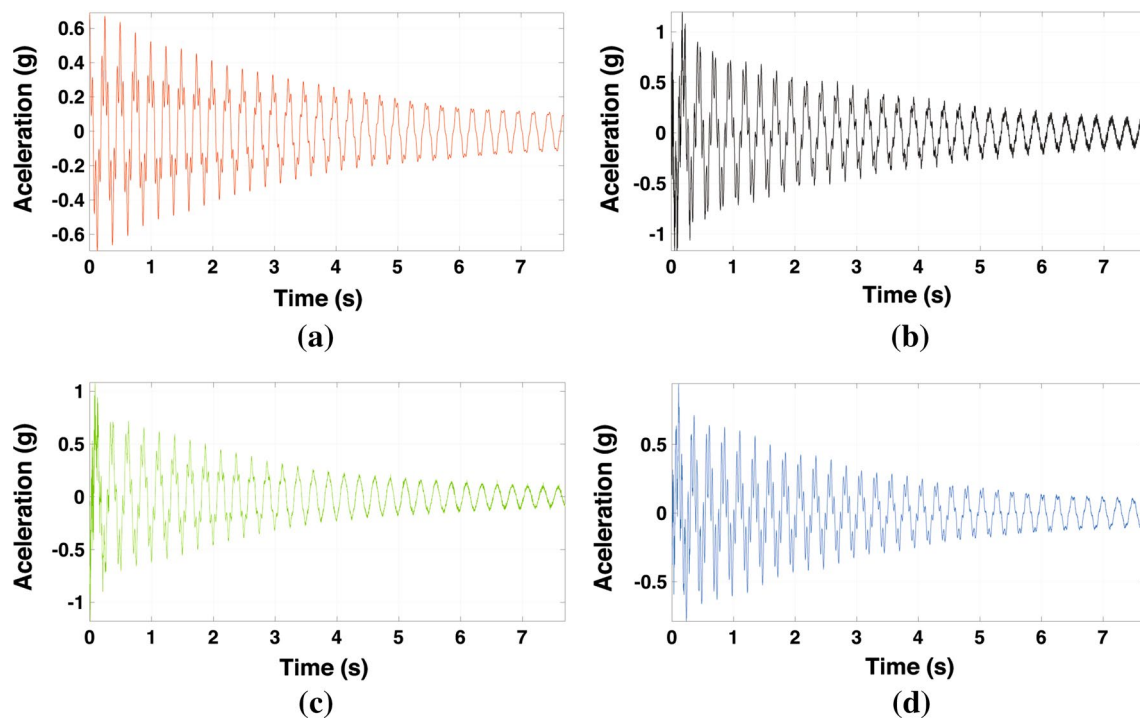 Aceleration (g)
0.6
0.4
0.2
0
-0.2
-0.4
-0.6
0 1 2 3 4 5 6 7
Time (s)
(a)
Aceleration (g)
1
0.5
0
-0.5
-1
0 1 2 3 4 5 6 7
Time (s)
(b)
Aceleration (g)
1
0.5
0
-0.5
-1
0 1 2 3 4 5 6 7
Time (s)
(c)
Aceleration (g)
0.5
0
-0.5
0 1 2 3 4 5 6 7
Time (s)
(d)